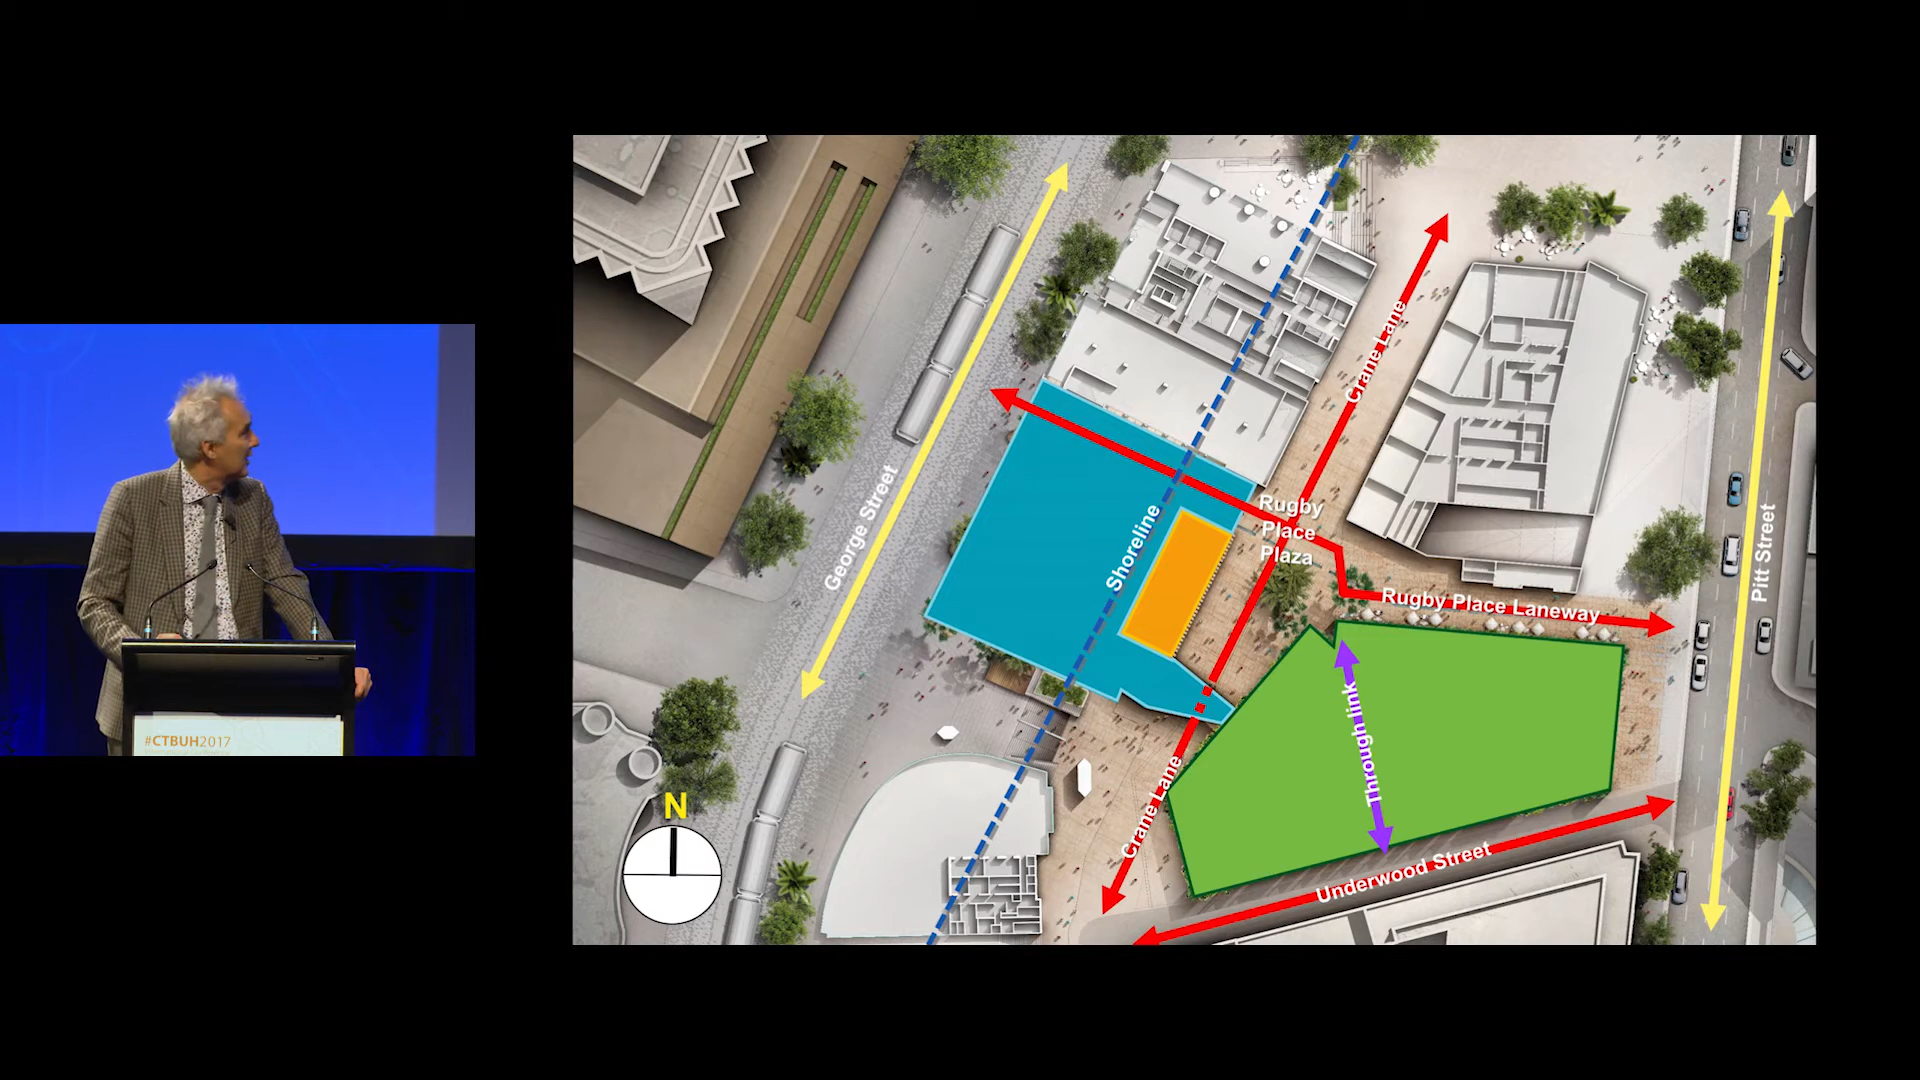 #CTBUH2017
George Street
Shoreline
Crane Lane
Rugby
Place
Plaza
Rugby Place Laneway
Pitt Street
Through link
Crane Lane
Underwood Street
N